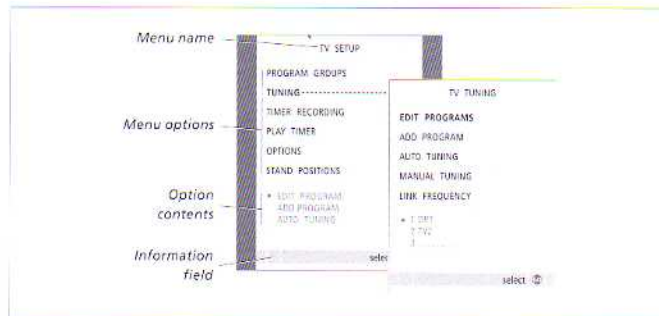 Menu name
TV SETUP
PROGRAM GROUPS
TUNING
TIMER RECORDING
Menu options
PLAY TIMER
OPTIONS
STAND POSITIONS
Option
contents
EDIT PROGRAM
ADD PROGRAM
AUTO TUNING
Information
field
selec
TV TUNING
EDIT PROGRAMS
ADD PROGRAM
AUTO TUNING
MANUAL TUNING
LINK FREQUENCY
1 DR1
2 TV2
3
select